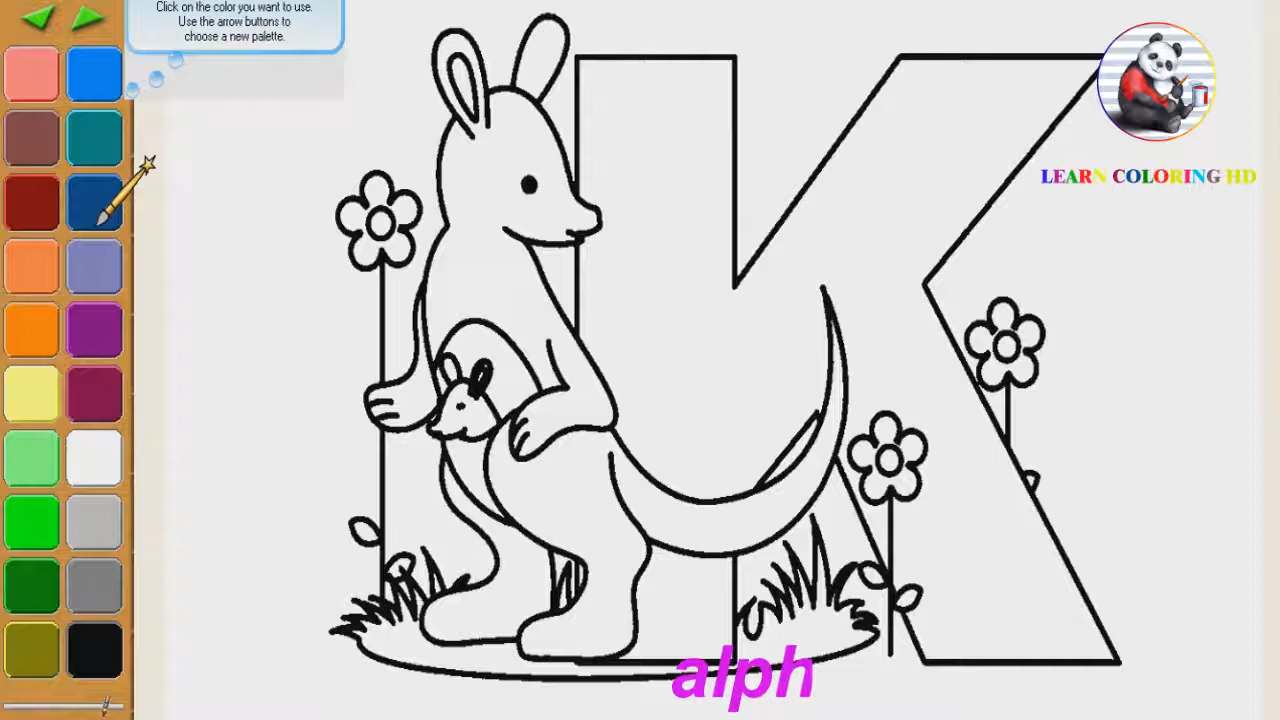 Click on the color you want to use.
Use the arrow buttons to
choose a new palette.
K
LEARN COLORING HD
alph